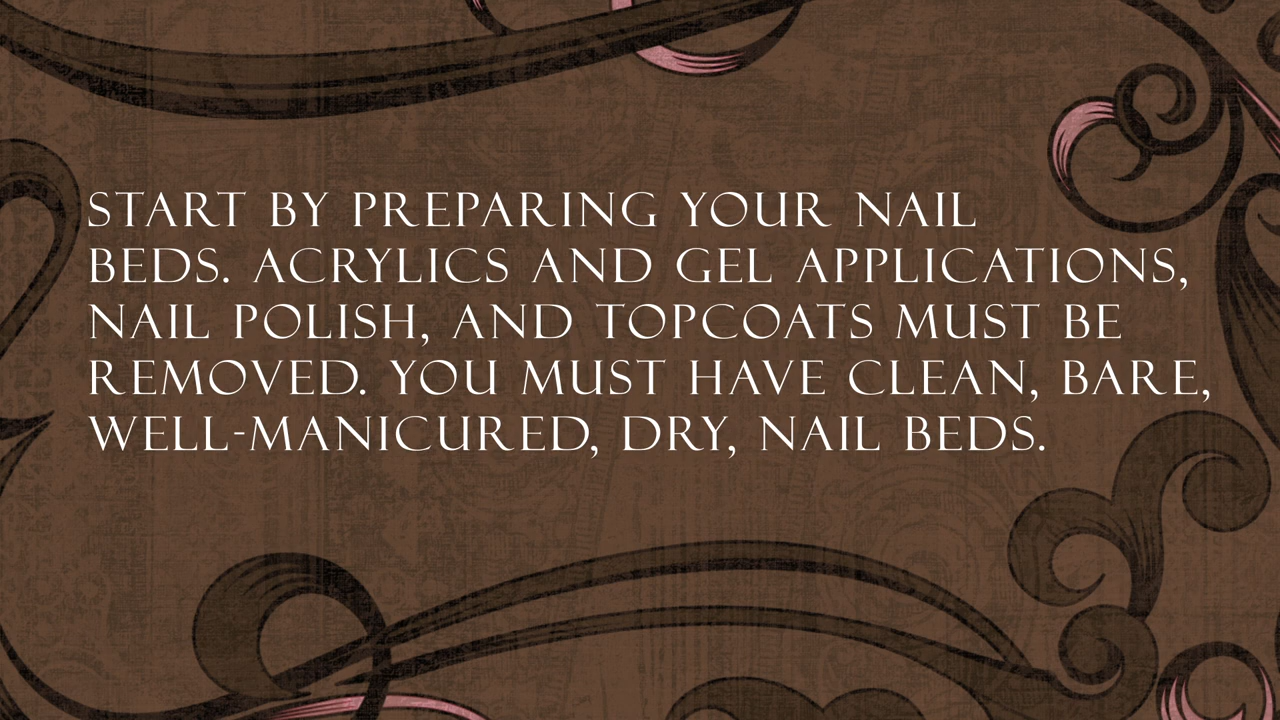 START BY PREPARING YOUR NAIL
BEDS. ACRYLICS AND GEL APPLICATIONS,
NAIL POLISH, AND TOPCOATS MUST BE
REMOVED. YOU MUST HAVE CLEAN, BARE,
WELL-MANICURED, DRY, NAIL BEDS.